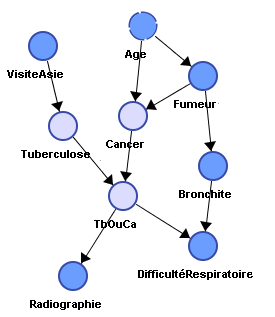 Age
VisiteAsie
Fumeur
Tuberculose
Cancer
Bronchite
TbOuCa
DifficultéRespiratoire
Radiographie